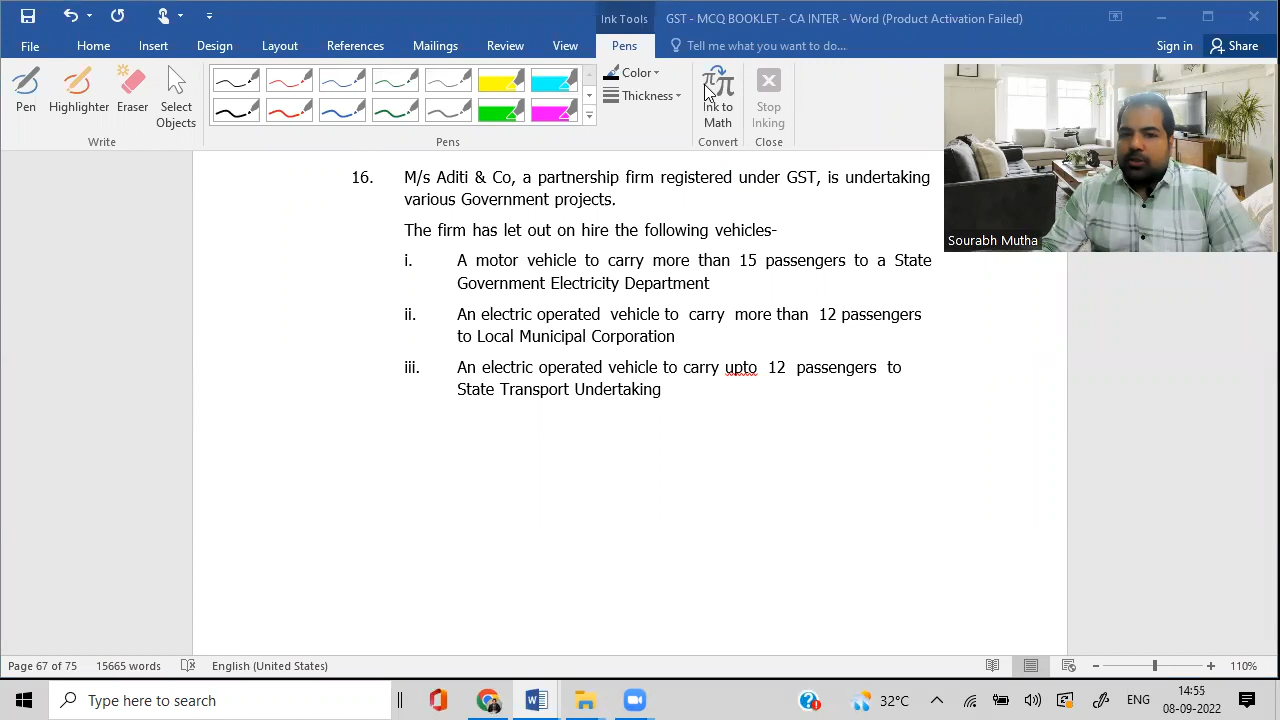 Ink Tools
GST - MCQ BOOKLET - CA INTER - Word (Product Activation Failed)
File Home Insert Design Layout References Mailings Review View Pens Tell me what you want to do... Sign in Share
Pen Highlighter Eraser Select Objects
Color
Thickness
Ink to Math
Stop Inking
Write Pens Convert Close
16. M/s Aditi & Co, a partnership firm registered under GST, is undertaking
various Government projects.
The firm has let out on hire the following vehicles-
Sourabh Mutha
i. A motor vehicle to carry more than 15 passengers to a State
Government Electricity Department
ii. An electric operated vehicle to carry more than 12 passengers
to Local Municipal Corporation
iii. An electric operated vehicle to carry upto 12 passengers to
State Transport Undertaking
Page 67 of 75 15665 words English (United States) 110%
Type here to search
32°C
ENG
14:55
08-09-2022